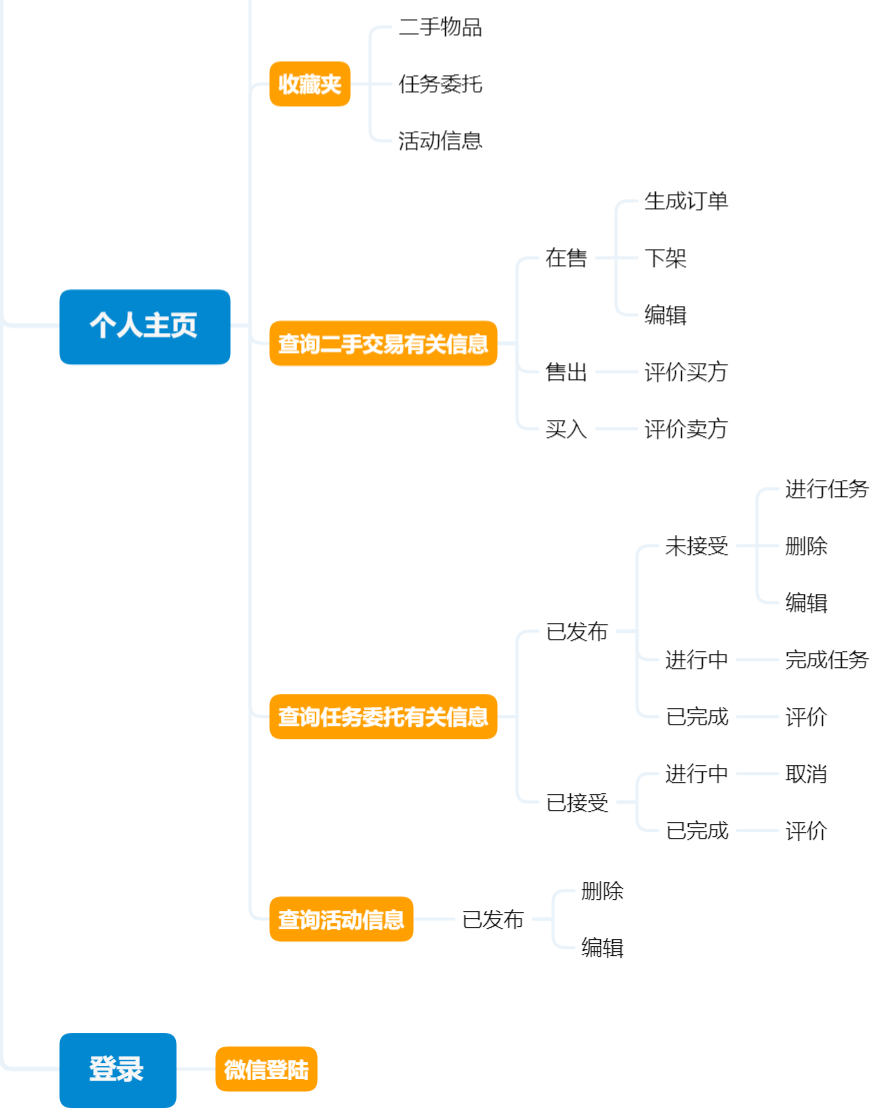 二手物品
收藏夹
任务委托
活动信息
个人主页
查询二手交易有关信息
在售
生成订单
下架
编辑
售出
评价买方
买入
评价卖方
查询任务委托有关信息
已发布
未接受
进行任务
删除
编辑
进行中
完成任务
已完成
评价
已接受
进行中
取消
已完成
评价
查询活动信息
已发布
删除
编辑
登录
微信登陆